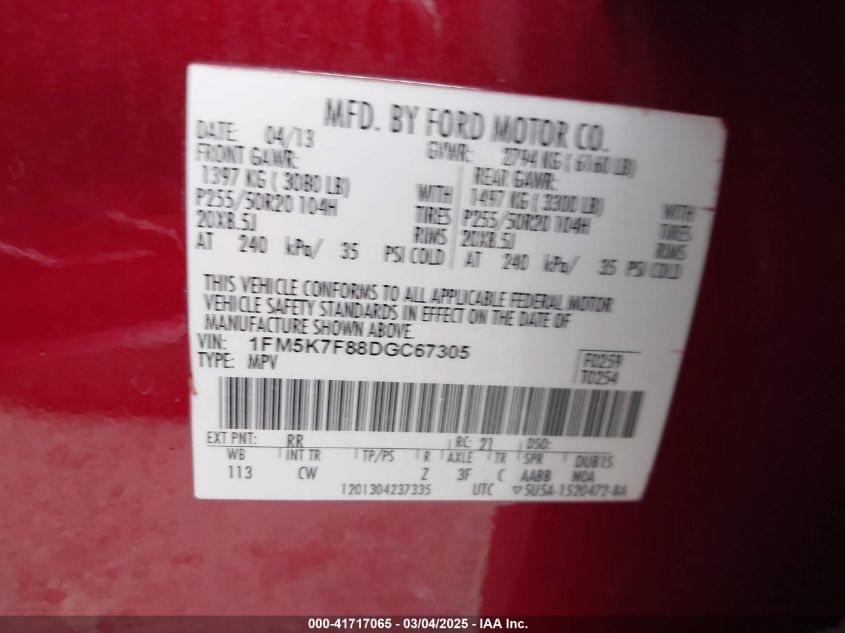 MFD. BY FORD MOTOR CO.
DATE: 04/13 GVWR: 2794 KG ( 6160 LB)
FRONT GAWR: REAR GAWR:
1397 KG ( 3080 LB) WITH 1497 KG ( 3300 LB) WITH
P255/50R20 104H TIRES P255/50R20 104H TIRES
20X8.5J RIMS 20X8.5J RIMS
AT 240 kPa/ 35 PSI COLD AT 240 kPa/ 35 PSI COLD
THIS VEHICLE CONFORMS TO ALL APPLICABLE FEDERAL MOTOR
VEHICLE SAFETY STANDARDS IN EFFECT ON THE DATE OF
MANUFACTURE SHOWN ABOVE.
VIN: 1FM5K7F88DGC67305
TYPE: MPV
F0259
T0254
EXT PNT: RR RC: 21 DSO:
WB INT TR TP/PS R AXLE TR SPR DUBIS
113 CW Z 3F C AABB NOA
1201304237335 UTC ▽5U5A-1520472-BA
000-41717065 - 03/04/2025 - IAA Inc.